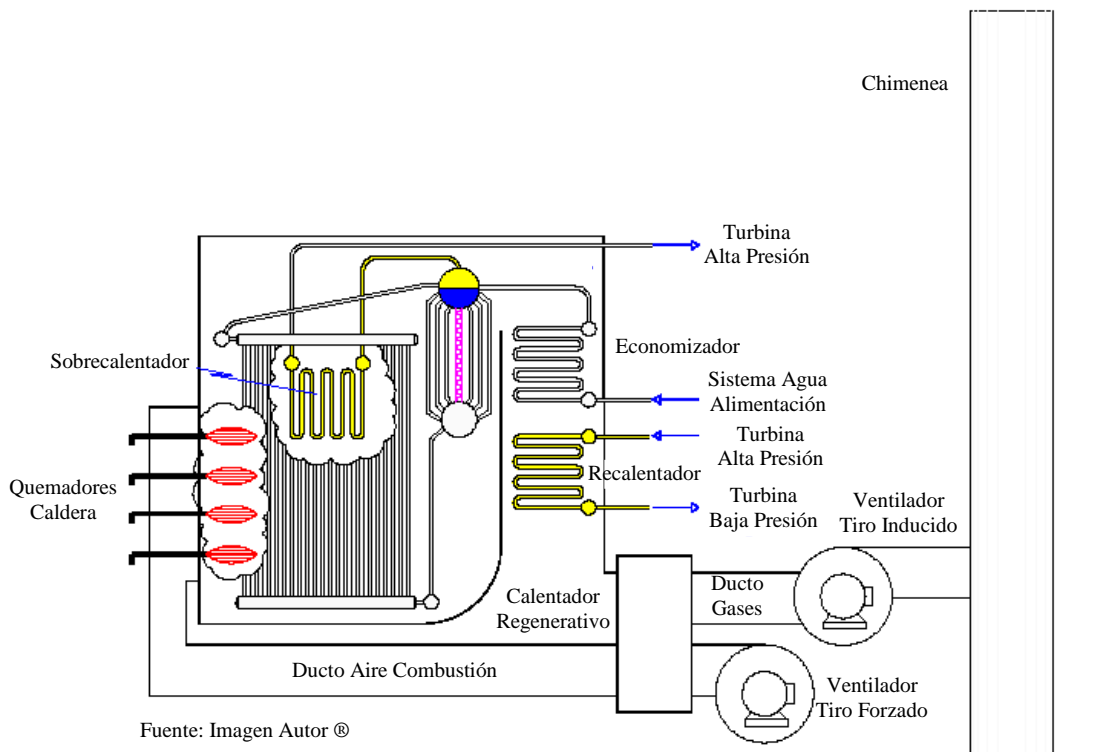 Chimenea
Turbina
Alta Presión
Sobrecalentador
Economizador
Sistema Agua
Alimentación
Turbina
Alta Presión
Recalentador
Quemadores
Caldera
Turbina
Baja Presión
Ventilador
Tiro Inducido
Calentador
Regenerativo
Ducto
Gases
Ducto Aire Combustión
Ventilador
Tiro Forzado
Fuente: Imagen Autor ®